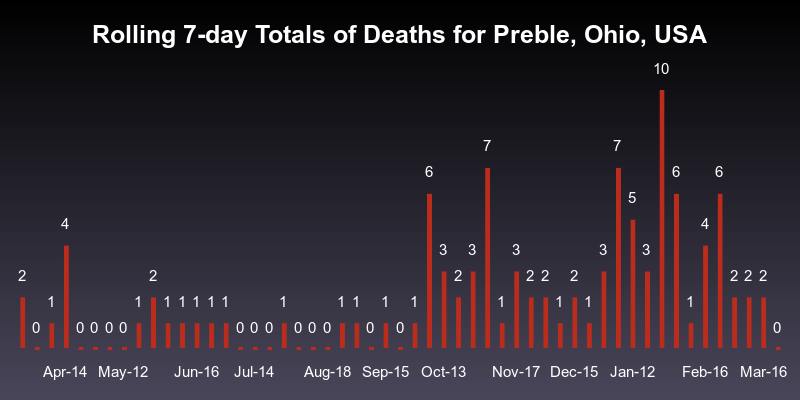 Rolling 7-day Totals of Deaths for Preble, Ohio, USA
2 0 1 4 0 0 0 0 1 2 1 1 1 1 1 0 0 0 1 0 0 0 1 1 0 1 0 1 6 3 2 3 7 1 3 2 2 1 2 1 3 7 5 3 10 6 1 4 6 2 2 2 0
Apr-14 May-12 Jun-16 Jul-14 Aug-18 Sep-15 Oct-13 Nov-17 Dec-15 Jan-12 Feb-16 Mar-16